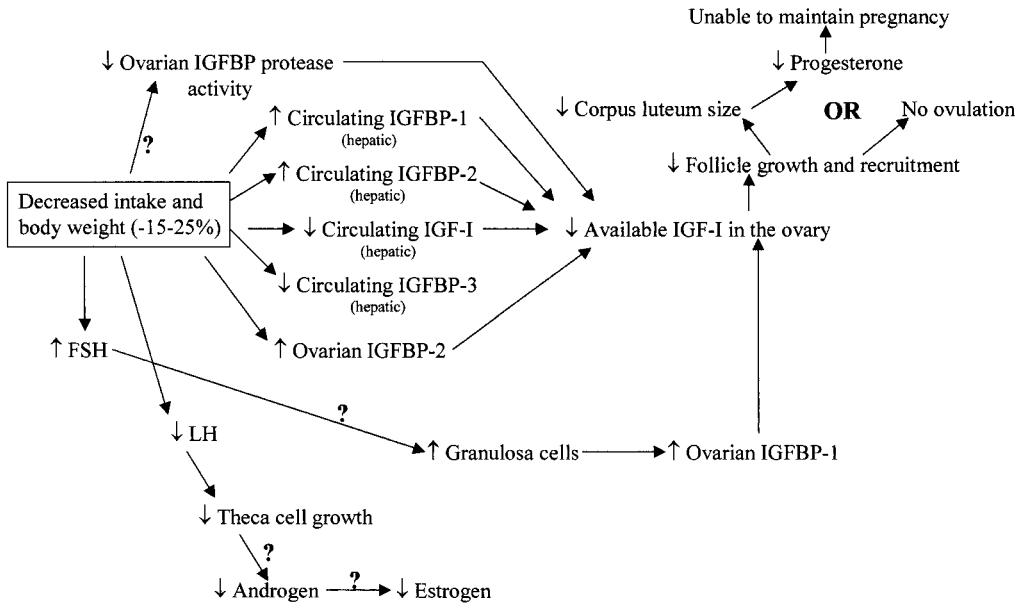 Unable to maintain pregnancy
↓ Ovarian IGFBP protease
activity
↓ Progesterone
↑ Circulating IGFBP-1
(hepatic)
↓ Corpus luteum size
OR
No ovulation
?
↑ Circulating IGFBP-2
(hepatic)
↓ Follicle growth and recruitment
Decreased intake and
body weight (-15-25%)
↓ Circulating IGF-I
(hepatic)
↓ Available IGF-I in the ovary
↓ Circulating IGFBP-3
(hepatic)
↑ FSH
↑ Ovarian IGFBP-2
?
↓ LH
↑ Granulosa cells
↑ Ovarian IGFBP-1
↓ Theca cell growth
?
↓ Androgen
?
↓ Estrogen